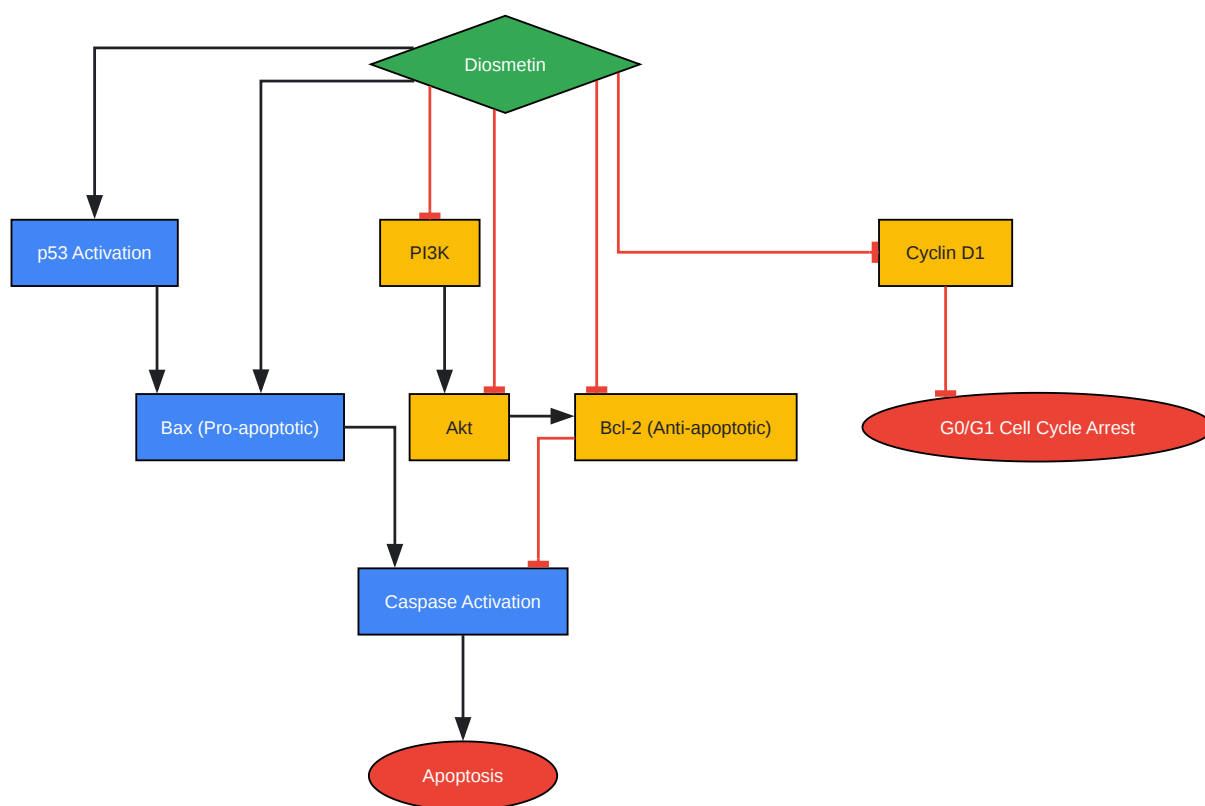 Diosmetin
p53 Activation
PI3K
Cyclin D1
Bax (Pro-apoptotic)
Akt
Bcl-2 (Anti-apoptotic)
G0/G1 Cell Cycle Arrest
Caspase Activation
Apoptosis